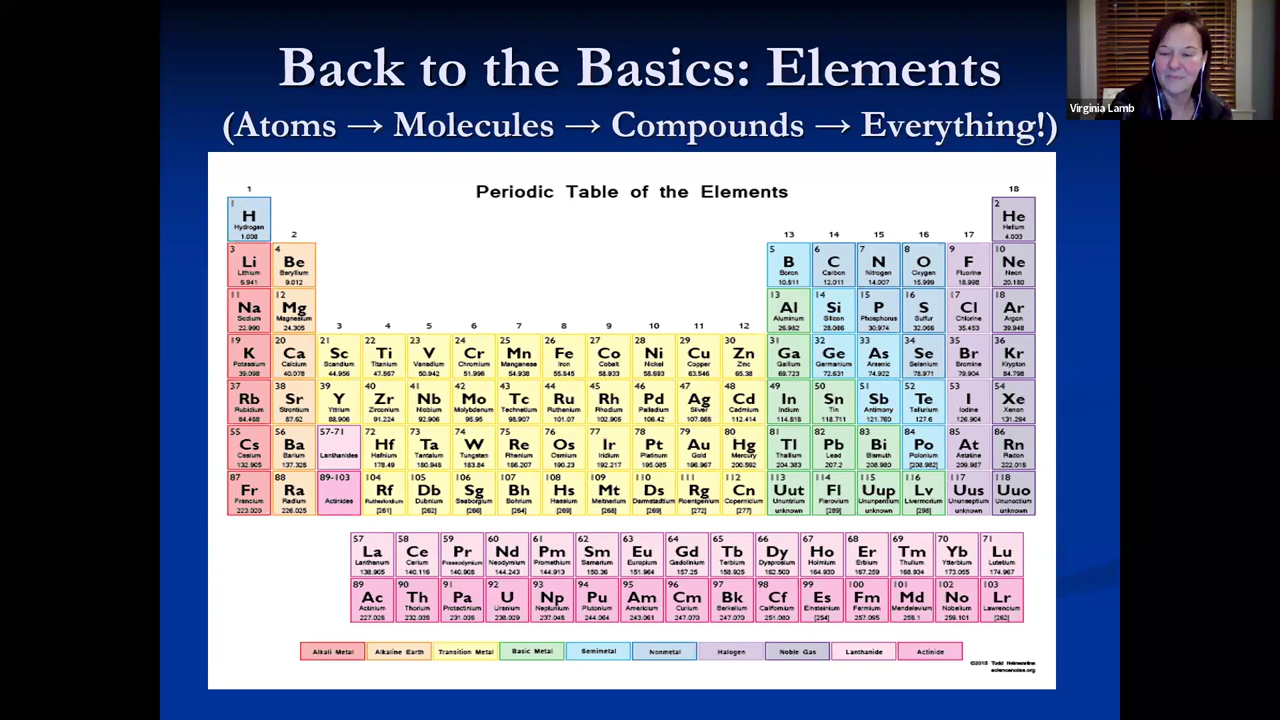 Back to the Basics: Elements
(Atoms → Molecules → Compounds → Everything!)
Virginia Lamb
Periodic Table of the Elements
1 18
1 H Hydrogen 1.008 2 He Helium 4.003
2 13 14 15 16 17
3 Li Lithium 6.941 4 Be Beryllium 9.012 5 B Boron 10.811 6 C Carbon 12.011 7 N Nitrogen 14.007 8 O Oxygen 15.999 9 F Fluorine 18.998 10 Ne Neon 20.180
11 Na Sodium 22.990 12 Mg Magnesium 24.305 13 Al Aluminum 26.982 14 Si Silicon 28.086 15 P Phosphorus 30.974 16 S Sulfur 32.066 17 Cl Chlorine 35.453 18 Ar Argon 39.948
3 4 5 6 7 8 9 10 11 12
19 K Potassium 39.098 20 Ca Calcium 40.078 21 Sc Scandium 44.956 22 Ti Titanium 47.867 23 V Vanadium 50.942 24 Cr Chromium 51.996 25 Mn Manganese 54.938 26 Fe Iron 55.845 27 Co Cobalt 58.933 28 Ni Nickel 58.693 29 Cu Copper 63.546 30 Zn Zinc 65.38 31 Ga Gallium 69.723 32 Ge Germanium 72.631 33 As Arsenic 74.922 34 Se Selenium 78.971 35 Br Bromine 79.904 36 Kr Krypton 84.798
37 Rb Rubidium 84.468 38 Sr Strontium 87.62 39 Y Yttrium 88.906 40 Zr Zirconium 91.224 41 Nb Niobium 92.906 42 Mo Molybdenum 95.95 43 Tc Technetium 98.907 44 Ru Ruthenium 101.07 45 Rh Rhodium 102.906 46 Pd Palladium 106.42 47 Ag Silver 107.868 48 Cd Cadmium 112.414 49 In Indium 114.818 50 Sn Tin 118.711 51 Sb Antimony 121.760 52 Te Tellurium 127.6 53 I Iodine 126.904 54 Xe Xenon 131.294
55 Cs Cesium 132.905 56 Ba Barium 137.328 57-71 Lanthanides 72 Hf Hafnium 178.49 73 Ta Tantalum 180.948 74 W Tungsten 183.84 75 Re Rhenium 186.207 76 Os Osmium 190.23 77 Ir Iridium 192.217 78 Pt Platinum 195.085 79 Au Gold 196.967 80 Hg Mercury 200.592 81 Tl Thallium 204.383 82 Pb Lead 207.2 83 Bi Bismuth 208.980 84 Po Polonium [208.982] 85 At Astatine 209.987 86 Rn Radon 222.018
87 Fr Francium 223.020 88 Ra Radium 226.025 89-103 Actinides 104 Rf Rutherfordium [261] 105 Db Dubnium [262] 106 Sg Seaborgium [266] 107 Bh Bohrium [264] 108 Hs Hassium [269] 109 Mt Meitnerium [268] 110 Ds Darmstadtium [269] 111 Rg Roentgenium [272] 112 Cn Copernicium [277] 113 Uut Ununtrium unknown 114 Fl Flerovium [289] 115 Uup Ununpentium unknown 116 Lv Livermorium [298] 117 Uus Ununseptium unknown 118 Uuo Ununoctium unknown
57 La Lanthanum 138.905 58 Ce Cerium 140.116 59 Pr Praseodymium 140.908 60 Nd Neodymium 144.243 61 Pm Promethium 144.913 62 Sm Samarium 150.36 63 Eu Europium 151.964 64 Gd Gadolinium 157.25 65 Tb Terbium 158.925 66 Dy Dysprosium 162.500 67 Ho Holmium 164.930 68 Er Erbium 167.259 69 Tm Thulium 168.934 70 Yb Ytterbium 173.055 71 Lu Lutetium 174.967
89 Ac Actinium 227.028 90 Th Thorium 232.038 91 Pa Protactinium 231.036 92 U Uranium 238.029 93 Np Neptunium 237.048 94 Pu Plutonium 244.064 95 Am Americium 243.061 96 Cm Curium 247.070 97 Bk Berkelium 247.070 98 Cf Californium 251.080 99 Es Einsteinium [254] 100 Fm Fermium 257.095 101 Md Mendelevium 258.1 102 No Nobelium 259.101 103 Lr Lawrencium [262]
Alkali Metal Alkaline Earth Transition Metal Basic Metal Semimetal Nonmetal Halogen Noble Gas Lanthanide Actinide
©2015 Todd Helmenstine
sciencenotes.org